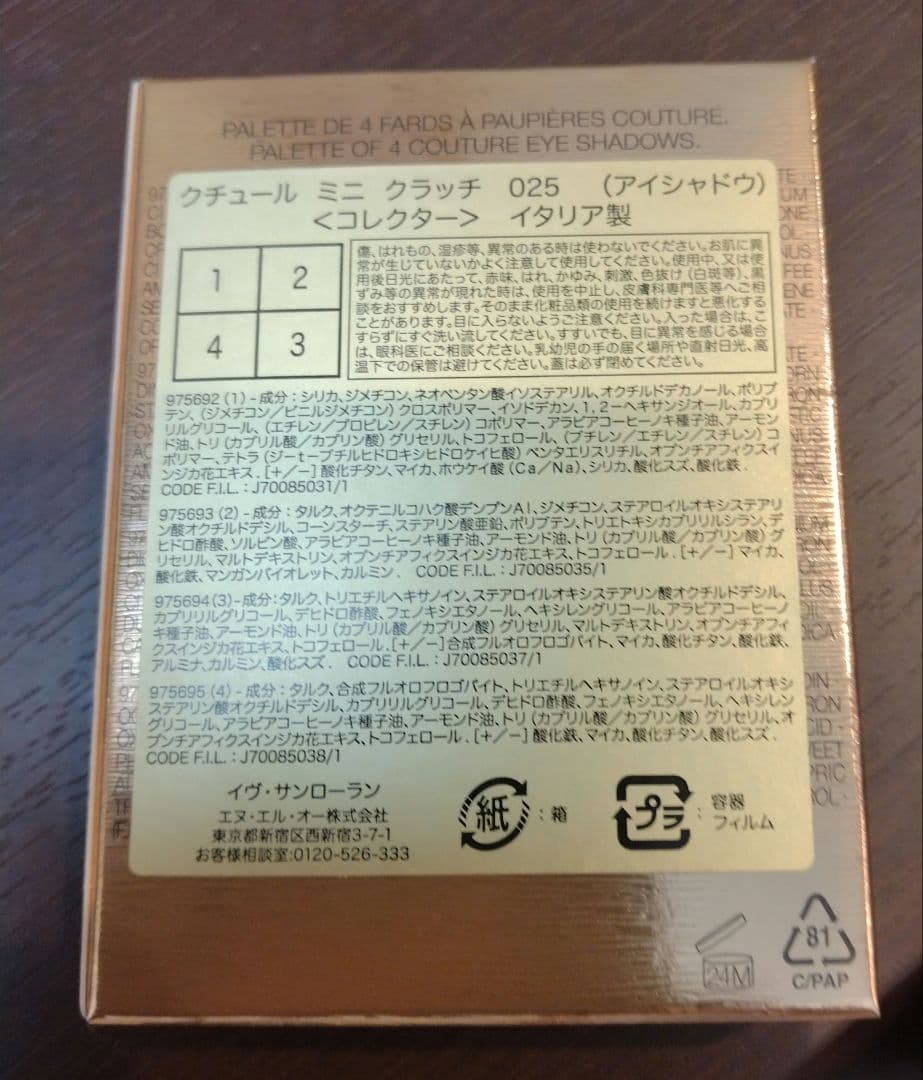 PALETTE DE 4 FARDS À PAUPIÈRES COUTURE.
PALETTE OF 4 COUTURE EYE SHADOWS.
クチュール ミニ クラッチ 025 (アイシャドウ)
<コレクター> イタリア製
1 2
4 3
傷、はれもの、湿疹等、異常のある時は使わないでください。お肌に異
常が生じていないかよく注意して使用してください。使用中、又は使
用後日光にあたって、赤味、はれ、かゆみ、刺激、色抜け(白斑等)、黒
ずみ等の異常が現れた時は、使用を中止し、皮膚科専門医等へご相
談をおすすめします。そのまま化粧品類の使用を続けますと悪化する
ことがあります。目に入らないようご注意ください。入った場合は、こ
すらずにすぐ洗い流してください。すすいでも、目に異常を感じる場合
は、眼科医にご相談ください。乳幼児の手の届く場所や直射日光、高
温下での保管は避けてください。蓋は必ず閉めてください。
975692 (1) - 成分 : シリカ、ジメチコン、ネオペンタン酸イソステアリル、オクチルドデカノール、ポリブ
テン、(ジメチコン/ビニルジメチコン) クロスポリマー、イソドデカン、1, 2-ヘキサンジオール、カプリ
リルグリコール、(エチレン/プロピレン/スチレン) コポリマー、アラビアコーヒーノキ種子油、アーモン
ド油、トリ (カプリル酸/カプリン酸) グリセリル、トコフェロール、(ブチレン/エチレン/スチレン) コ
ポリマー、テトラ (ジ-t-ブチルヒドロキシヒドロケイヒ酸) ペンタエリスリチル、オプンチアフィクスイ
ンジカ花エキス . [+/-] 酸化チタン、マイカ、ホウケイ酸 (Ca/Na)、シリカ、酸化スズ、酸化鉄 .
CODE F.I.L. : J70085031/1
975693 (2) - 成分 : タルク、オクテニルコハク酸デンプンAl、ジメチコン、ステアロイルオキシステアリ
ン酸オクチルドデシル、コーンスターチ、ステアリン酸亜鉛、ポリブテン、トリエトキシカプリリルシラン、デ
ヒドロ酢酸、ソルビン酸、アラビアコーヒーノキ種子油、アーモンド油、トリ (カプリル酸/カプリン酸) グ
リセリル、マルトデキストリン、オプンチアフィクスインジカ花エキス、トコフェロール . [+/-] マイカ、
酸化鉄、マンガンバイオレット、カルミン . CODE F.I.L. : J70085035/1
975694 (3) - 成分 : タルク、トリエチルヘキサノイン、ステアロイルオキシステアリン酸オクチルドデシル、
カプリリルグリコール、デヒドロ酢酸、フェノキシエタノール、ヘキシレングリコール、アラビアコーヒーノ
キ種子油、アーモンド油、トリ (カプリル酸/カプリン酸) グリセリル、マルトデキストリン、オプンチアフィ
クスインジカ花エキス、トコフェロール . [+/-] 合成フルオロフロゴパイト、マイカ、酸化チタン、酸化鉄、
アルミナ、カルミン、酸化スズ . CODE F.I.L. : J70085037/1
975695 (4) - 成分 : タルク、合成フルオロフロゴパイト、トリエチルヘキサノイン、ステアロイルオキシ
ステアリン酸オクチルドデシル、カプリリルグリコール、デヒドロ酢酸、フェノキシエタノール、ヘキシレン
グリコール、アラビアコーヒーノキ種子油、アーモンド油、トリ (カプリル酸/カプリン酸) グリセリル、オ
プンチアフィクスインジカ花エキス、トコフェロール . [+/-] 酸化鉄、マイカ、酸化チタン、酸化スズ .
CODE F.I.L. : J70085038/1
イヴ・サンローラン
エヌ・エル・オー株式会社
東京都新宿区西新宿3-7-1
お客様相談室:0120-526-333
紙 : 箱
プラ : 容器
フィルム
24M
81
C/PAP